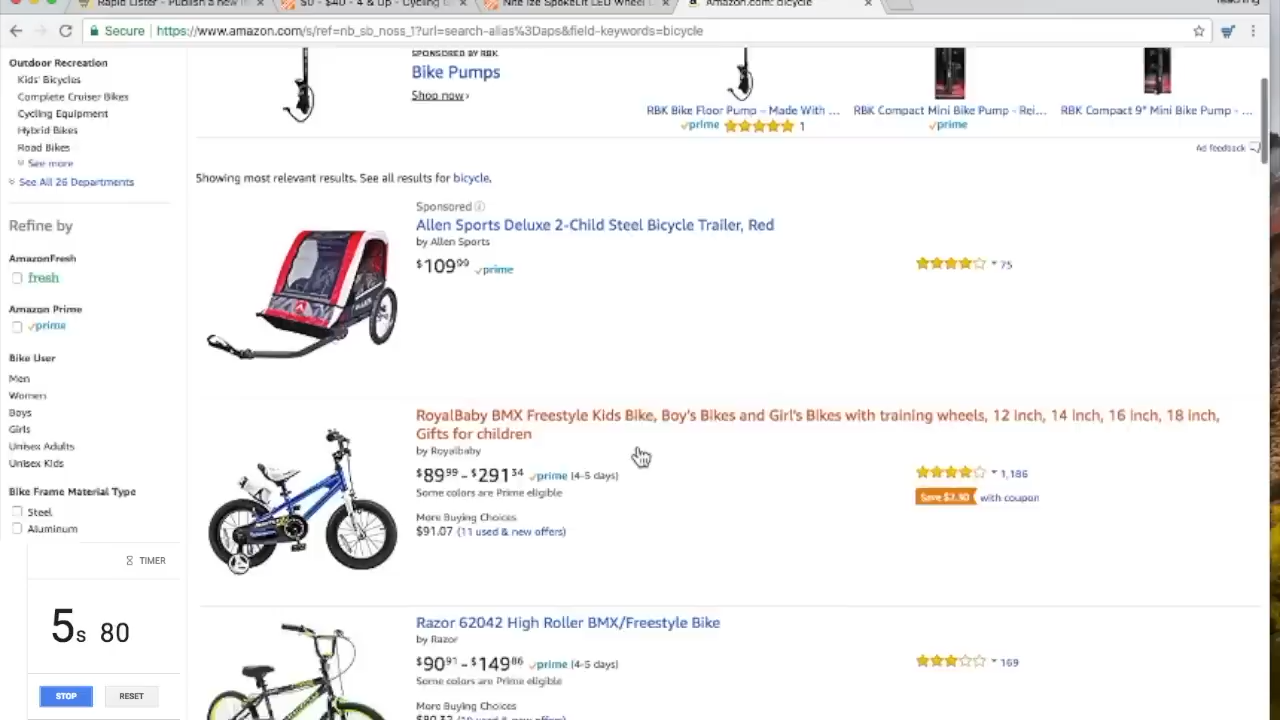 Rapid Lister - Publish a new li
$0 - $40 - 4 & Up - Cycling
Nite Ize SpokeLit LED Wheel
Amazon.com: bicycle
Teaching
Secure
https://www.amazon.com/s/ref=nb_sb_noss_1?url=search-alias%3Daps&field-keywords=bicycle
Outdoor Recreation
Kids' Bicycles
Complete Cruiser Bikes
Cycling Equipment
Hybrid Bikes
Road Bikes
See more
See All 26 Departments
Refine by
AmazonFresh
fresh
Amazon Prime
prime
Bike User
Men
Women
Boys
Girls
Unisex Adults
Unisex Kids
Bike Frame Material Type
Steel
Aluminum
TIMER
5s 80
STOP
RESET
SPONSORED BY RBK
Bike Pumps
Shop now ›
RBK Bike Floor Pump – Made With ...
prime 1
RBK Compact Mini Bike Pump - Rei...
prime
RBK Compact 9" Mini Bike Pump - ...
Ad feedback
Showing most relevant results. See all results for bicycle.
Sponsored
Allen Sports Deluxe 2-Child Steel Bicycle Trailer, Red
by Allen Sports
$109.99 prime
75
RoyalBaby BMX Freestyle Kids Bike, Boy's Bikes and Girl's Bikes with training wheels, 12 inch, 14 inch, 16 inch, 18 inch,
Gifts for children
by Royalbaby
$89.99 - $291.34 prime (4-5 days)
Some colors are Prime eligible
More Buying Choices
$91.07 (11 used & new offers)
1,186
Save $2.30 with coupon
Razor 62042 High Roller BMX/Freestyle Bike
by Razor
$90.91 - $149.86 prime (4-5 days)
Some colors are Prime eligible
More Buying Choices
169